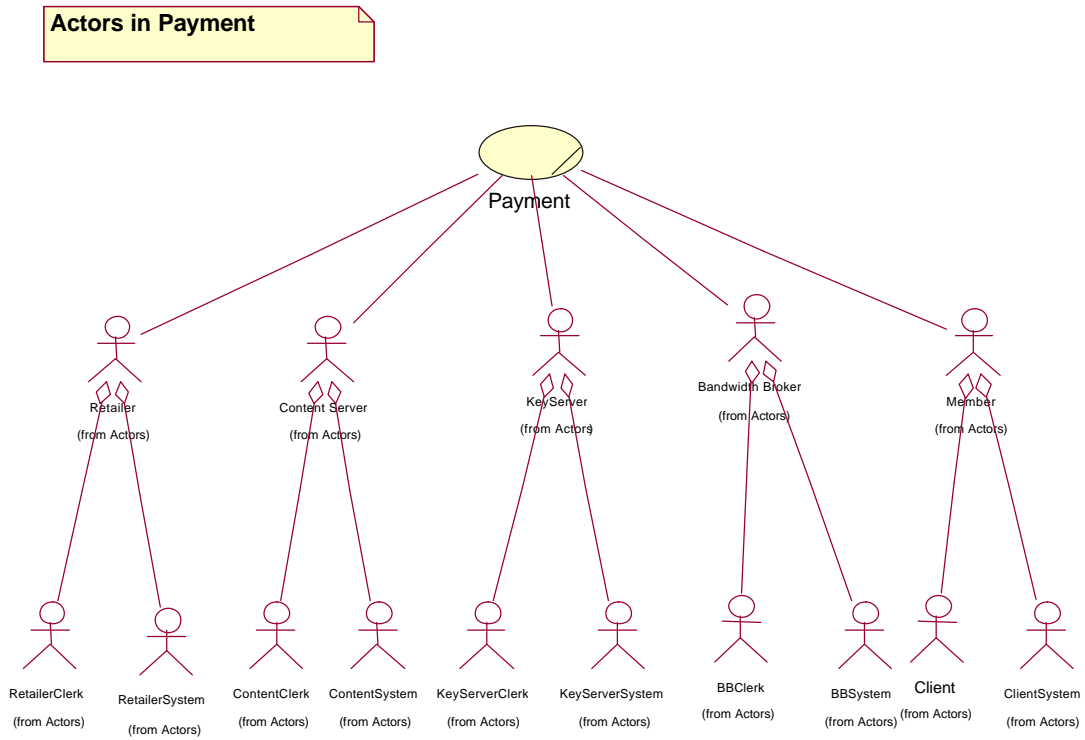 Actors in Payment
Payment
Retailer
(from Actors)
Content Server
(from Actors)
KeyServer
(from Actors)
Bandwidth Broker
(from Actors)
Member
(from Actors)
RetailerClerk
(from Actors)
RetailerSystem
(from Actors)
ContentClerk
(from Actors)
ContentSystem
(from Actors)
KeyServerClerk
(from Actors)
KeyServerSystem
(from Actors)
BBClerk
(from Actors)
BBSystem
(from Actors)
Client
(from Actors)
ClientSystem
(from Actors)